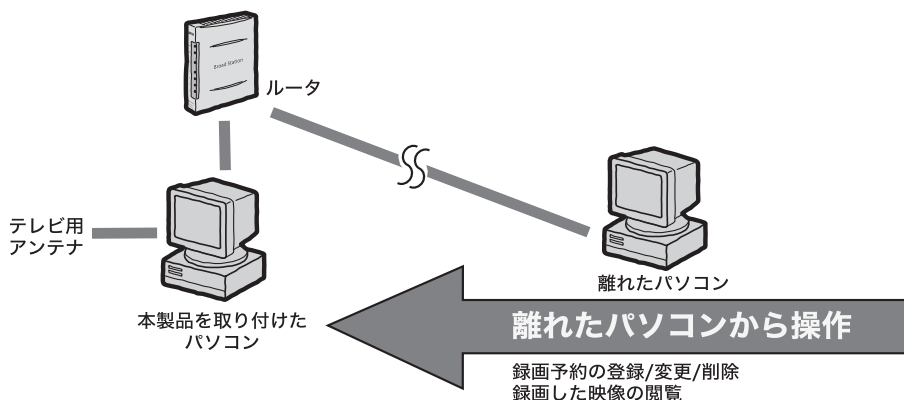 Broad Station
ルータ
テレビ用
アンテナ
離れたパソコン
本製品を取り付けた
パソコン
離れたパソコンから操作
録画予約の登録/変更/削除
録画した映像の閲覧